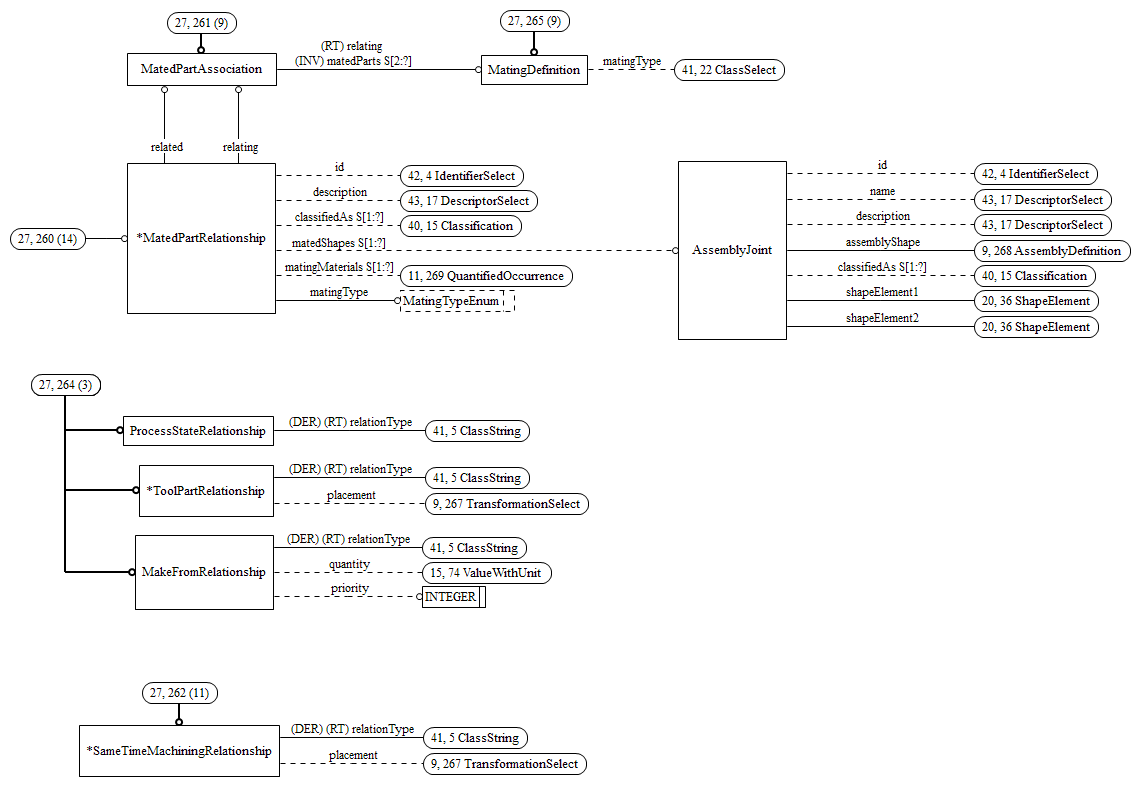 27, 261 (9)
27, 265 (9)
MatedPartAssociation
(RT) relating
(INV) matedParts S[2:?]
MatingDefinition
matingType
41, 22 ClassSelect
related
relating
27, 260 (14)
*MatedPartRelationship
id
42, 4 IdentifierSelect
description
43, 17 DescriptorSelect
classifiedAs S[1:?]
40, 15 Classification
matedShapes S[1:?]
matingMaterials S[1:?]
11, 269 QuantifiedOccurrence
matingType
MatingTypeEnum
AssemblyJoint
id
42, 4 IdentifierSelect
name
43, 17 DescriptorSelect
description
43, 17 DescriptorSelect
assemblyShape
9, 268 AssemblyDefinition
classifiedAs S[1:?]
40, 15 Classification
shapeElement1
20, 36 ShapeElement
shapeElement2
20, 36 ShapeElement
27, 264 (3)
ProcessStateRelationship
(DER) (RT) relationType
41, 5 ClassString
*ToolPartRelationship
(DER) (RT) relationType
41, 5 ClassString
placement
9, 267 TransformationSelect
MakeFromRelationship
(DER) (RT) relationType
41, 5 ClassString
quantity
15, 74 ValueWithUnit
priority
INTEGER
27, 262 (11)
*SameTimeMachiningRelationship
(DER) (RT) relationType
41, 5 ClassString
placement
9, 267 TransformationSelect